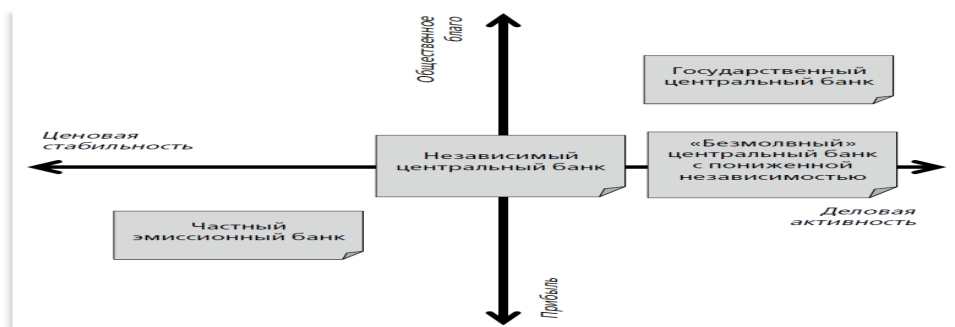 Общественное
благо
Государственный
центральный банк
Ценовая
стабильность
Независимый
центральный банк
«Безмолвный»
центральный банк
с пониженной
независимостью
Частный
эмиссионный банк
Деловая
активность
Прибыль